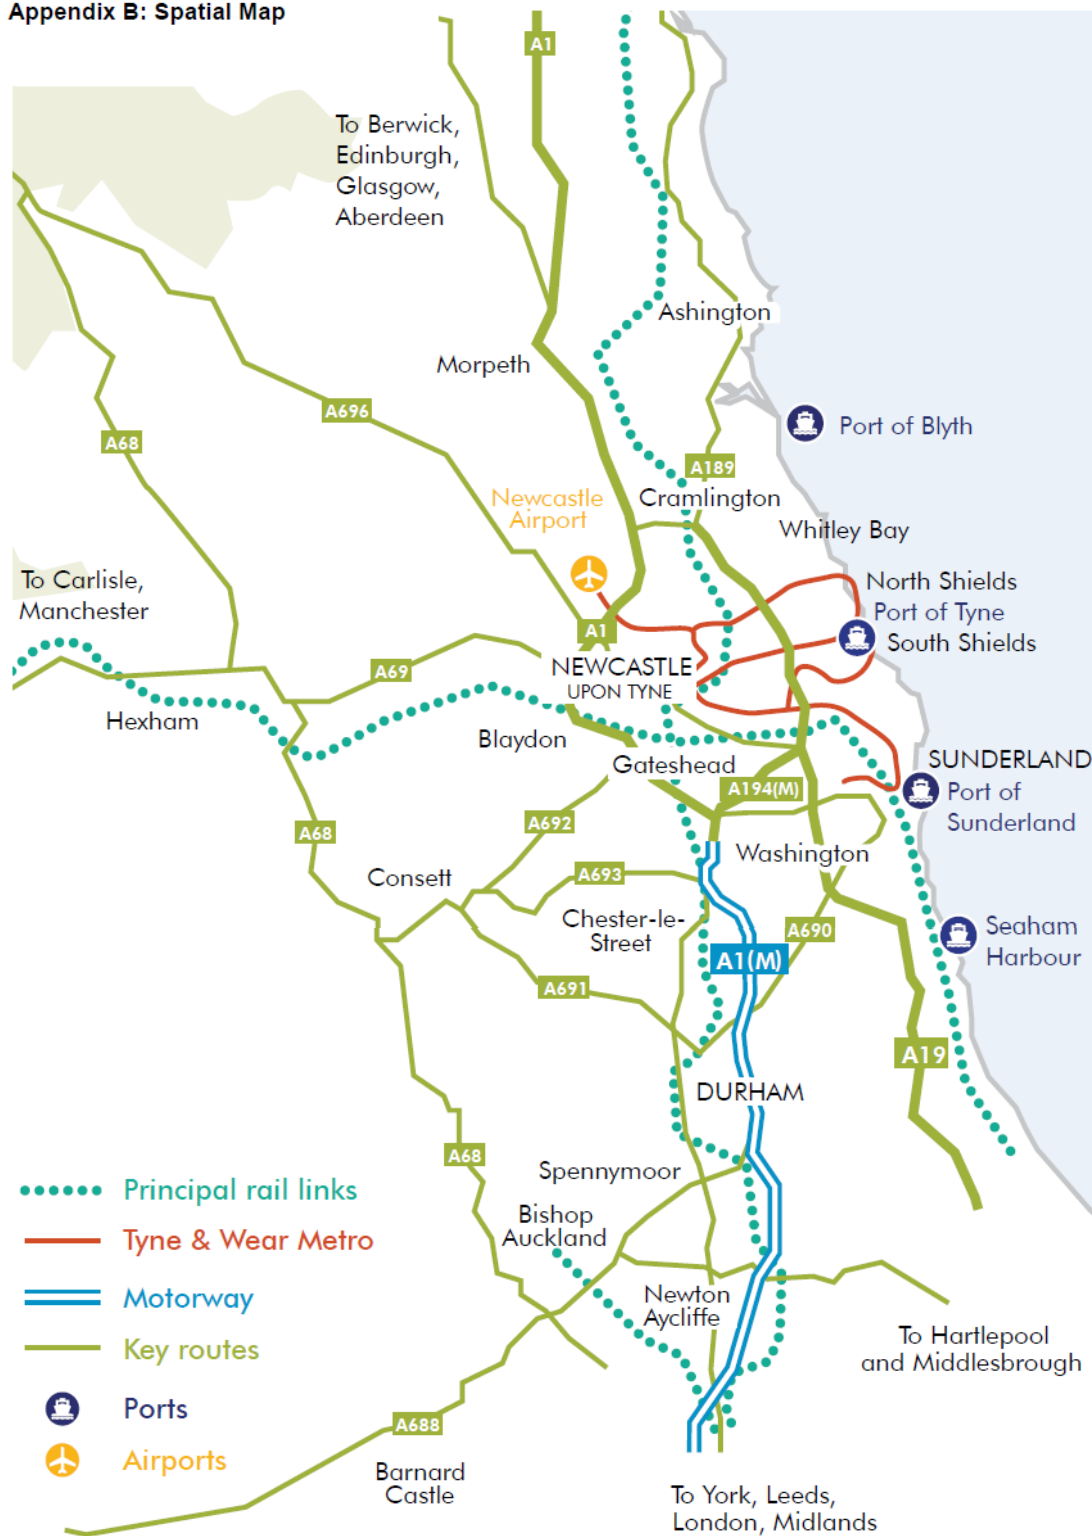 Appendix B: Spatial Map
A1
To Berwick,
Edinburgh,
Glasgow,
Aberdeen
Ashington
Morpeth
A696
Port of Blyth
A68
A189
Newcastle
Airport
Cramlington
Whitley Bay
To Carlisle,
Manchester
North Shields
Port of Tyne
South Shields
A1
A69
NEWCASTLE
UPON TYNE
Hexham
Blaydon
Gateshead
SUNDERLAND
Port of
Sunderland
A194(M)
A692
A68
Washington
Consett
A693
Chester-le-
Street
A690
Seaham
Harbour
A1(M)
A691
A19
DURHAM
A68
Spennymoor
Bishop
Auckland
Newton
Aycliffe
To Hartlepool
and Middlesbrough
Principal rail links
Tyne & Wear Metro
Motorway
Key routes
Ports
Airports
A688
Barnard
Castle
To York, Leeds,
London, Midlands